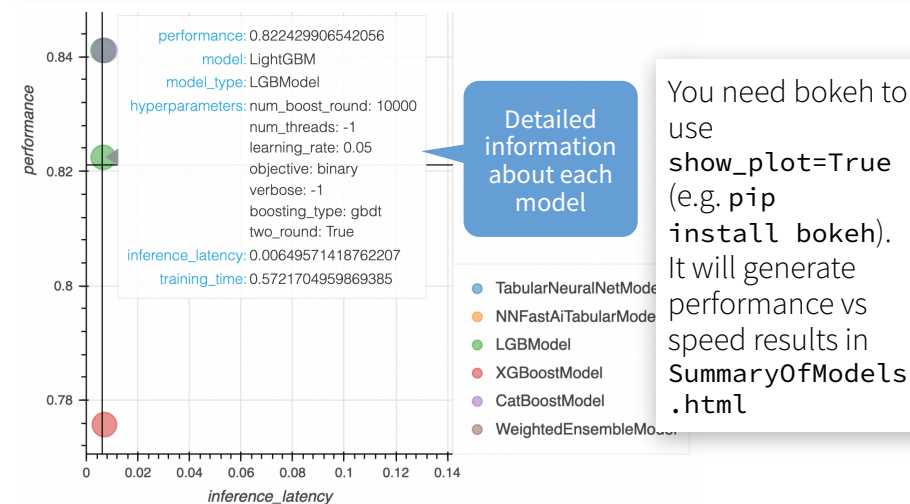 0.84
0.82
0.8
0.78
performance
performance: 0.822429906542056
model: LightGBM
model_type: LGBModel
hyperparameters: num_boost_round: 10000
num_threads: -1
learning_rate: 0.05
objective: binary
verbose: -1
boosting_type: gbdt
two_round: True
inference_latency: 0.00649571418762207
training_time: 0.5721704959869385
Detailed
information
about each
model
You need bokeh to
use
show_plot=True
(e.g. pip
install bokeh).
It will generate
performance vs
speed results in
SummaryOfModels
.html
TabularNeuralNetMode
NNFastAiTabularMode
LGBModel
XGBoostModel
CatBoostModel
WeightedEnsembleModel
0 0.02 0.04 0.06 0.08 0.1 0.12 0.14
inference_latency